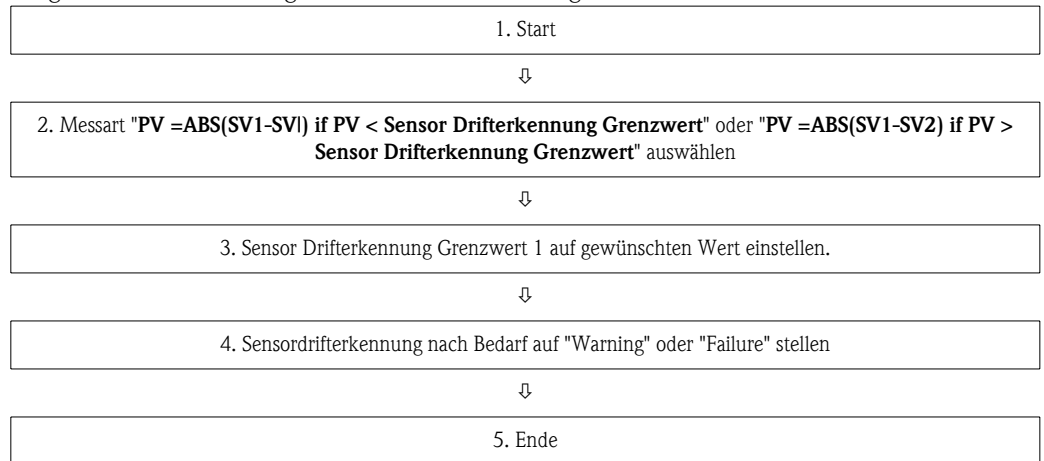 1. Start
⇩
2. Messart "PV =ABS(SV1-SV|) if PV < Sensor Drifterkennung Grenzwert" oder "PV =ABS(SV1-SV2) if PV >
Sensor Drifterkennung Grenzwert" auswählen
⇩
3. Sensor Drifterkennung Grenzwert 1 auf gewünschten Wert einstellen.
⇩
4. Sensordrifterkennung nach Bedarf auf "Warning" oder "Failure" stellen
⇩
5. Ende